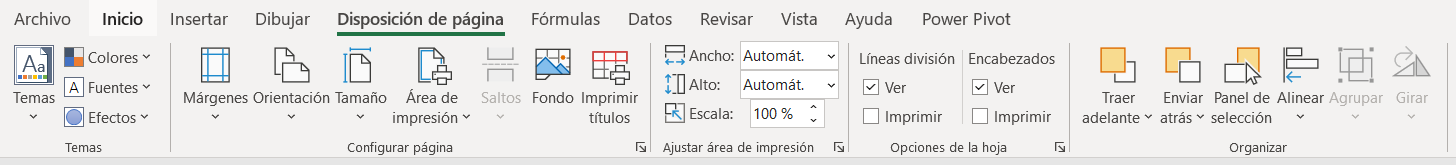 Archivo Inicio Insertar Dibujar Disposición de página Fórmulas Datos Revisar Vista Ayuda Power Pivot
Aa
Temas
Colores
A Fuentes
Efectos
Temas
Márgenes
Orientación
Tamaño
Área de
impresión
Saltos
Fondo
Imprimir
títulos
Configurar página
Ancho: Automát.
Alto: Automát.
Escala: 100 %
Ajustar área de impresión
Líneas división
Ver
Imprimir
Encabezados
Ver
Imprimir
Opciones de la hoja
Traer
adelante
Enviar
atrás
Panel de
selección
Alinear
Agrupar
Girar
Organizar